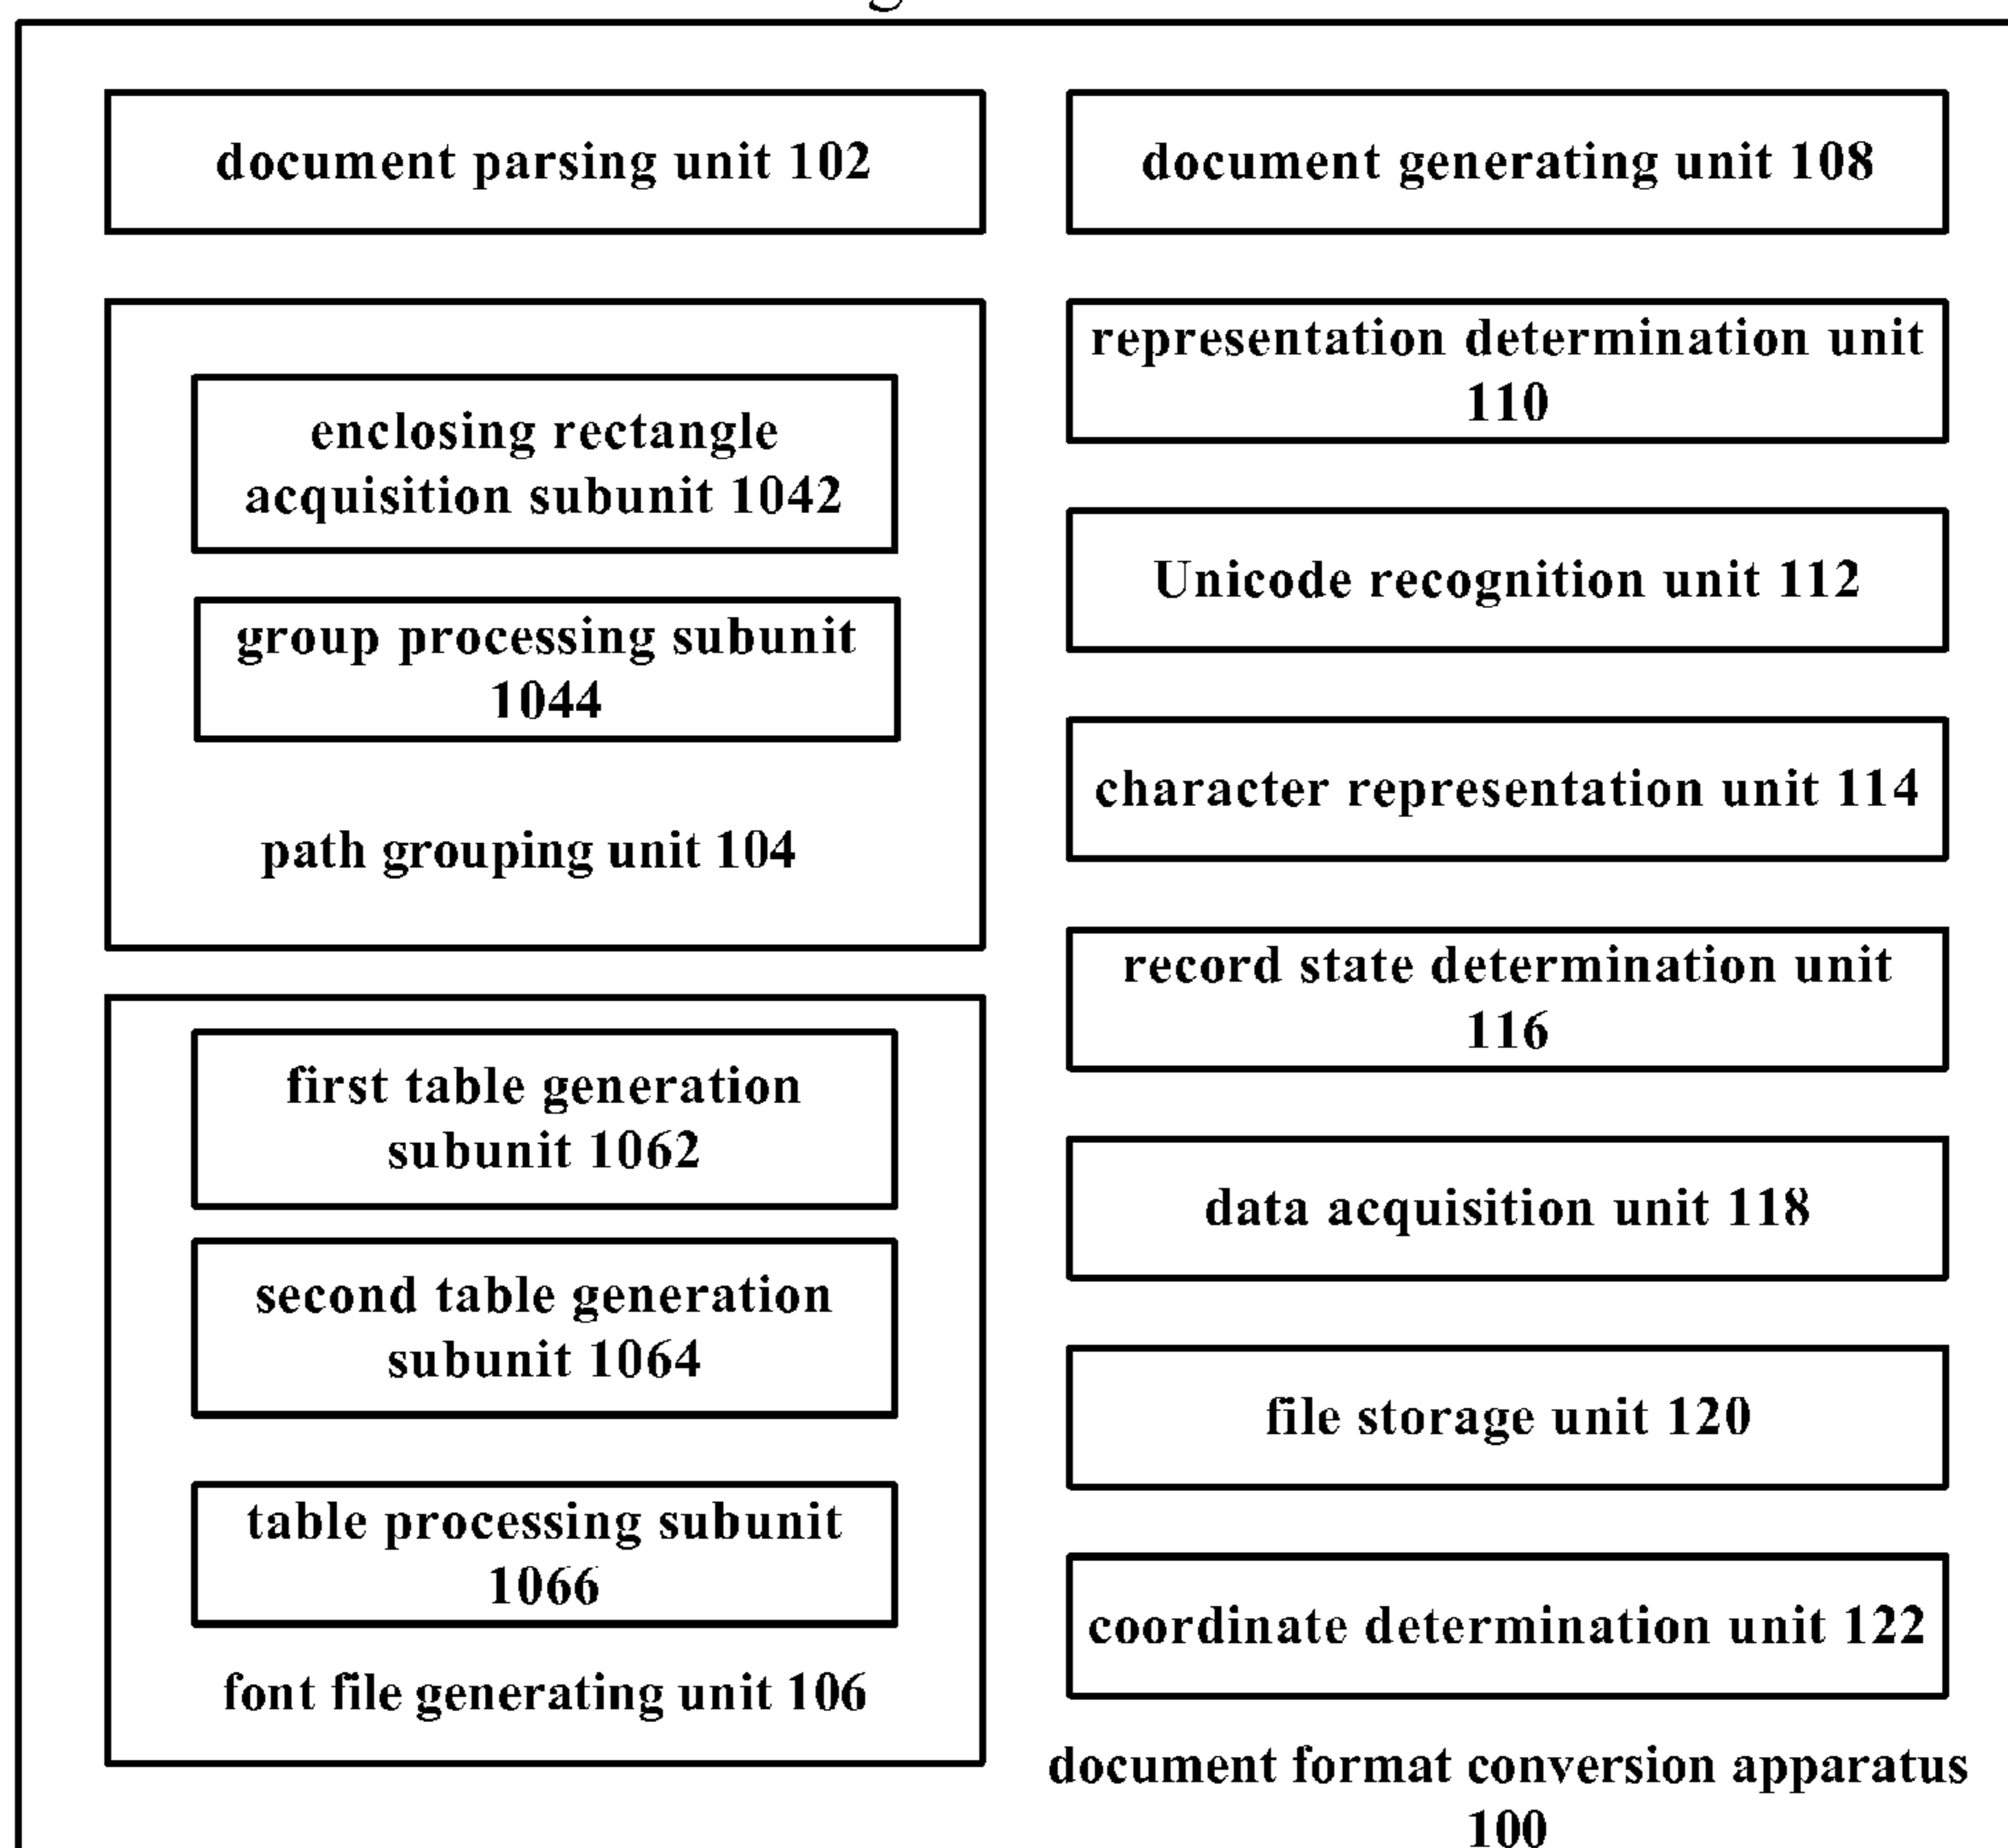 document parsing unit 102
enclosing rectangle
acquisition subunit 1042
group processing subunit
1044
path grouping unit 104
first table generation
subunit 1062
second table generation
subunit 1064
table processing subunit
1066
font file generating unit 106
document generating unit 108
representation determination unit
110
Unicode recognition unit 112
character representation unit 114
record state determination unit
116
data acquisition unit 118
file storage unit 120
coordinate determination unit 122
document format conversion apparatus
100